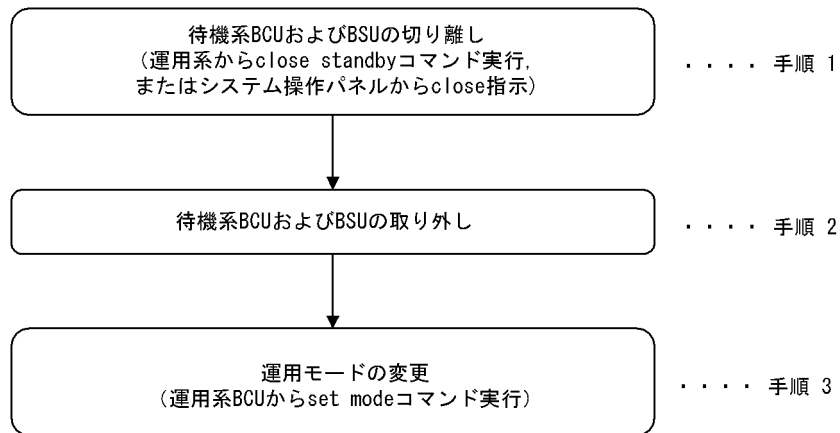 待機系BCUおよびBSUの切り離し
(運用系からclose standbyコマンド実行,
またはシステム操作パネルからclose指示)
・・・・ 手順 1
待機系BCUおよびBSUの取り外し
・・・・ 手順 2
運用モードの変更
(運用系BCUからset modeコマンド実行)
・・・・ 手順 3